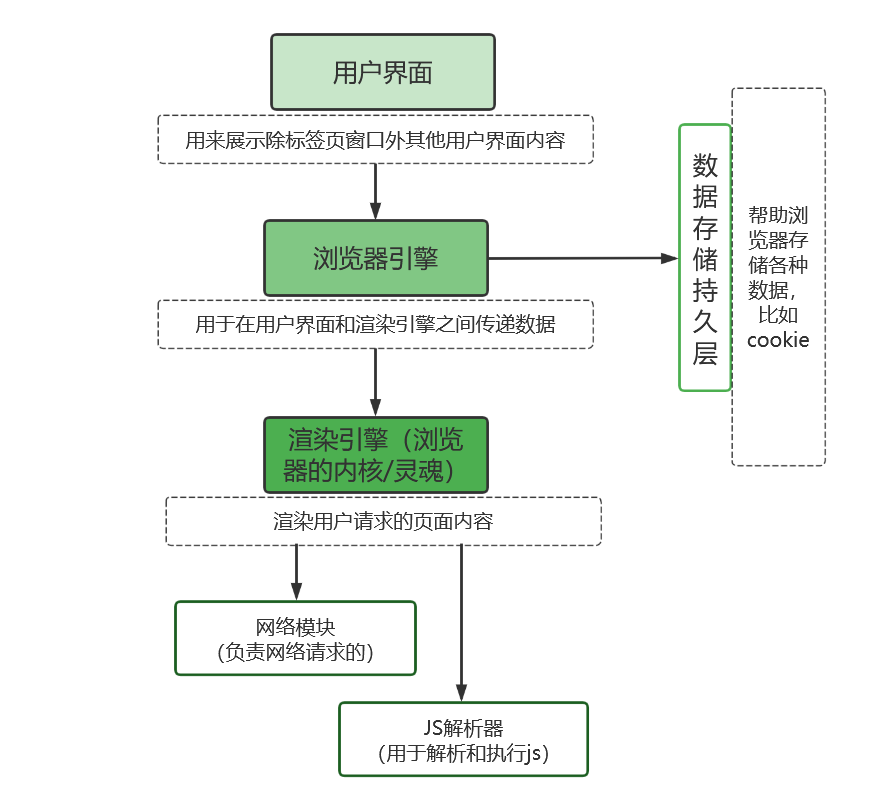 用户界面
用来展示除标签页窗口外其他用户界面内容
浏览器引擎
用于在用户界面和渲染引擎之间传递数据
数
据
存
储
持
久
层
帮助浏
览器存
储各种
数据，
比如
cookie
渲染引擎（浏览
器的内核/灵魂）
渲染用户请求的页面内容
网络模块
（负责网络请求的）
JS解析器
（用于解析和执行js）